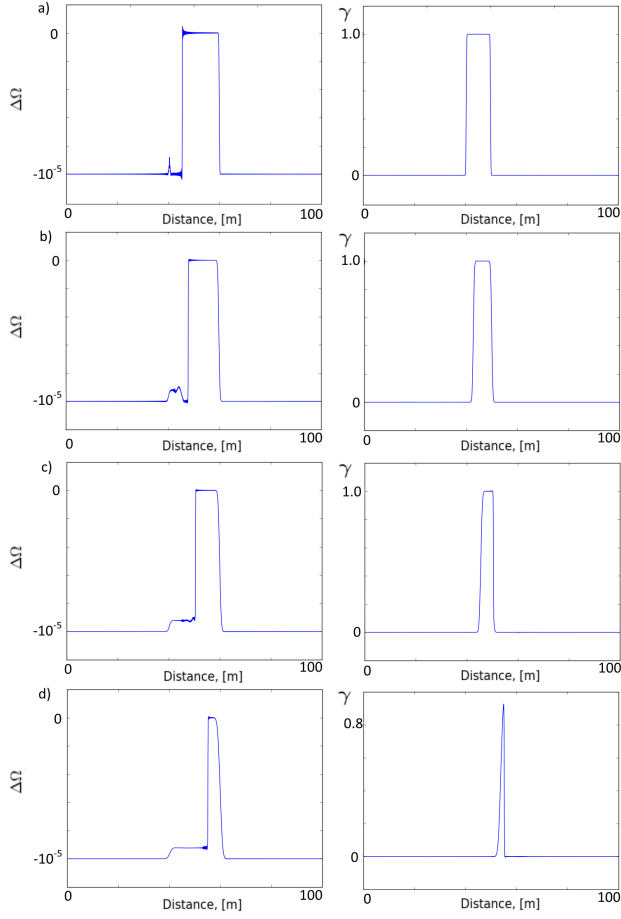 a)
0
ΔΩ
-10-5
0
100
Distance, [m]
γ
1.0
0
0
100
Distance, [m]
b)
0
ΔΩ
-10-5
0
100
Distance, [m]
γ
1.0
0
0
100
Distance, [m]
c)
0
ΔΩ
-10-5
0
100
Distance, [m]
γ
1.0
0
0
100
Distance, [m]
d)
0
ΔΩ
-10-5
0
100
Distance, [m]
γ
0.8
0
0
100
Distance, [m]